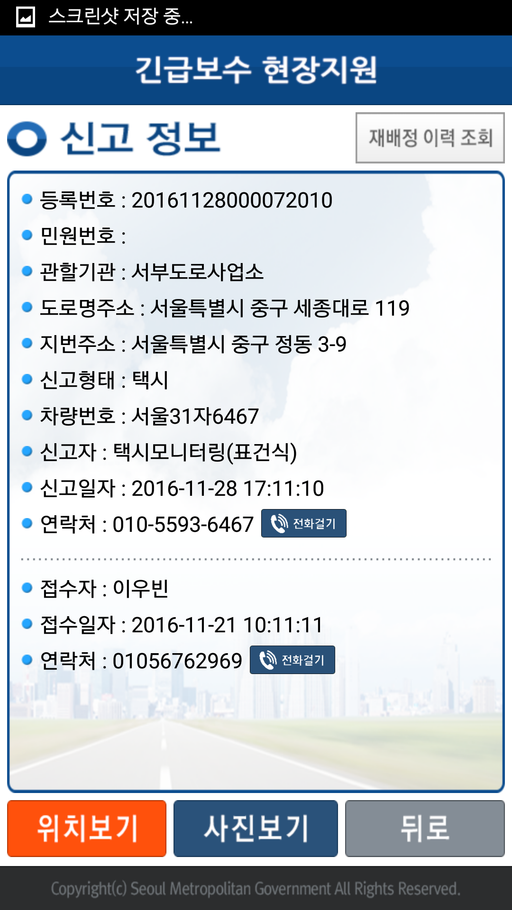 스크린샷 저장 중...
긴급보수 현장지원
신고 정보
재배정 이력 조회
등록번호 : 20161128000072010
민원번호 :
관할기관 : 서부도로사업소
도로명주소 : 서울특별시 중구 세종대로 119
지번주소 : 서울특별시 중구 정동 3-9
신고형태 : 택시
차량번호 : 서울31자6467
신고자 : 택시모니터링(표건식)
신고일자 : 2016-11-28 17:11:10
연락처 : 010-5593-6467 전화걸기
접수자 : 이우빈
접수일자 : 2016-11-21 10:11:11
연락처 : 01056762969 전화걸기
위치보기 사진보기 뒤로
Copyright(c) Seoul Metropolitan Government All Rights Reserved.